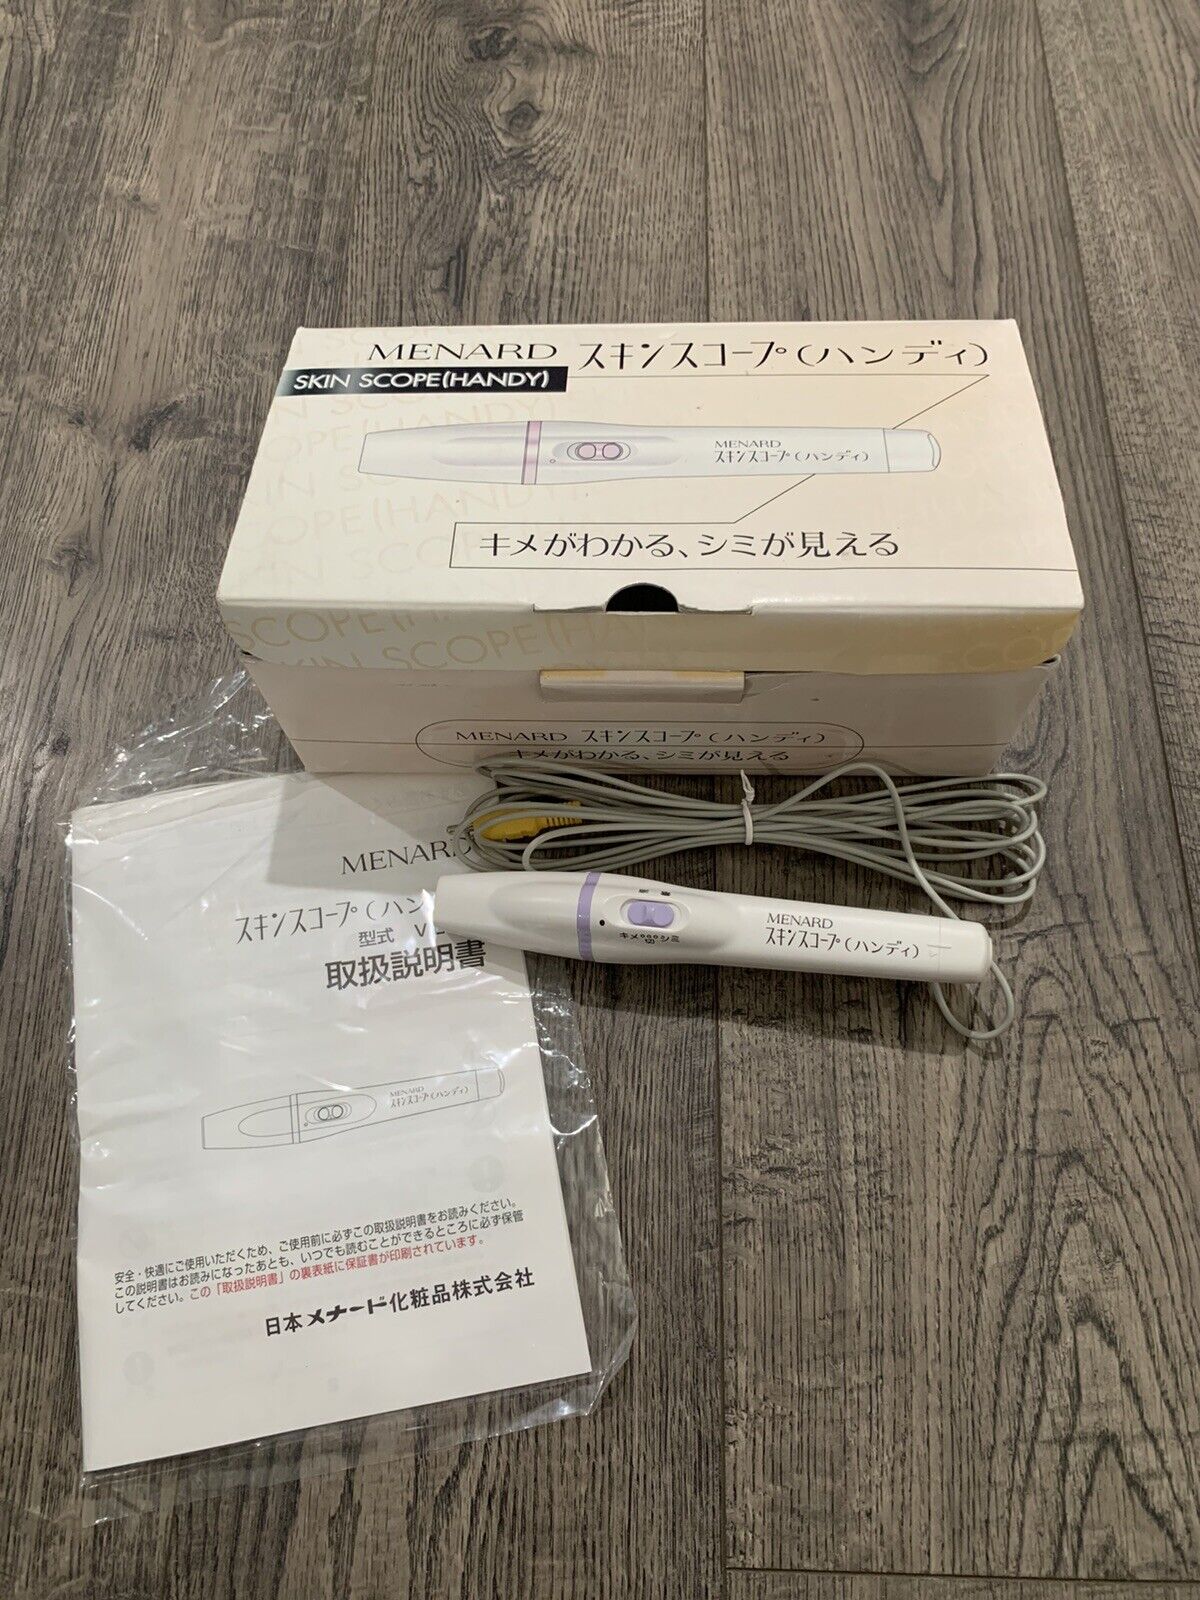 MENARD スキンスコープ(ハンディ)
SKIN SCOPE(HANDY)
MENARD
スキンスコープ(ハンディ)
キメがわかる、シミが見える
SKIN SCOPE(HA
MENARD スキンスコープ(ハンディ)
キメがわかる、シミが見える
MENARD
スキンスコープ(ハン
型式 V
取扱説明書
MENARD
スキンスコープ(ハンディ)
キメ シミ
切
MENARD
スキンスコープ(ハンディ)
安全・快適にご使用いただくため、ご使用前に必ずこの取扱説明書をお読みください。
この説明書はお読みになったあとも、いつでも読むことができるところに必ず保管
してください。この「取扱説明書」の裏表紙に保証書が印刷されています。
日本メナード化粧品株式会社